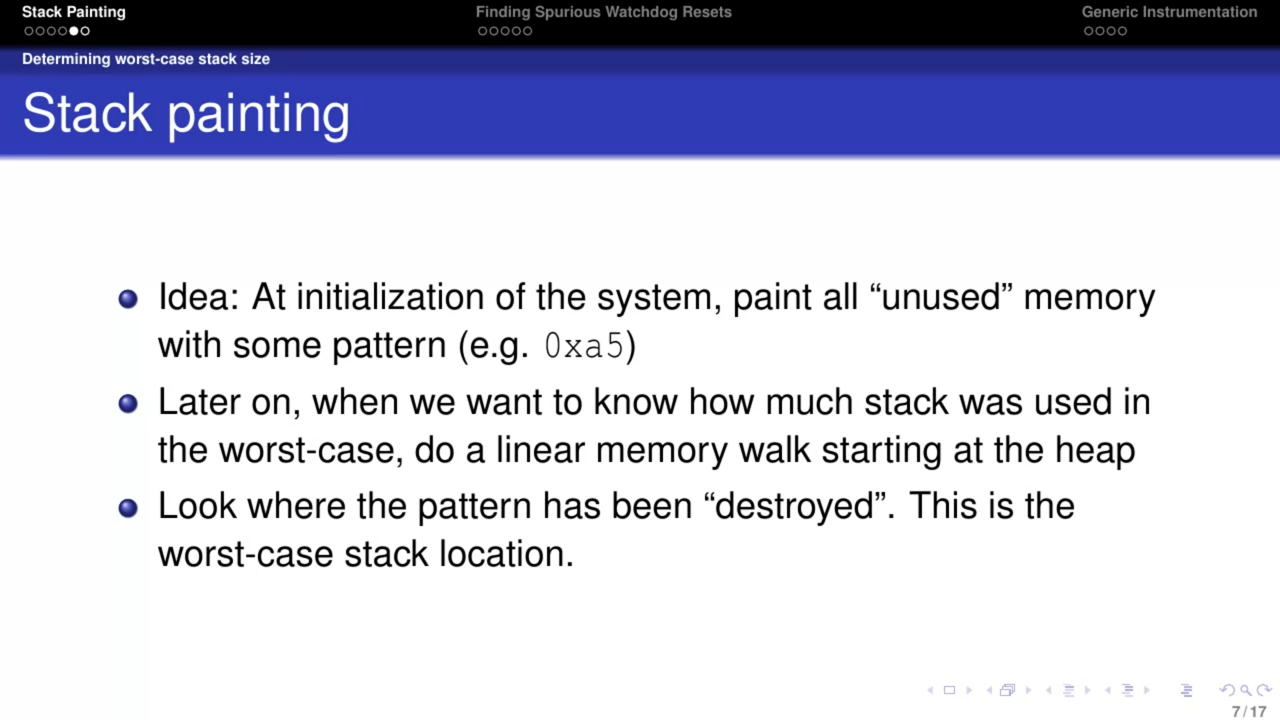 Stack Painting
Finding Spurious Watchdog Resets
Generic Instrumentation
Determining worst-case stack size
Stack painting
Idea: At initialization of the system, paint all “unused” memory
with some pattern (e.g. 0xa5)
Later on, when we want to know how much stack was used in
the worst-case, do a linear memory walk starting at the heap
Look where the pattern has been “destroyed”. This is the
worst-case stack location.
7/17